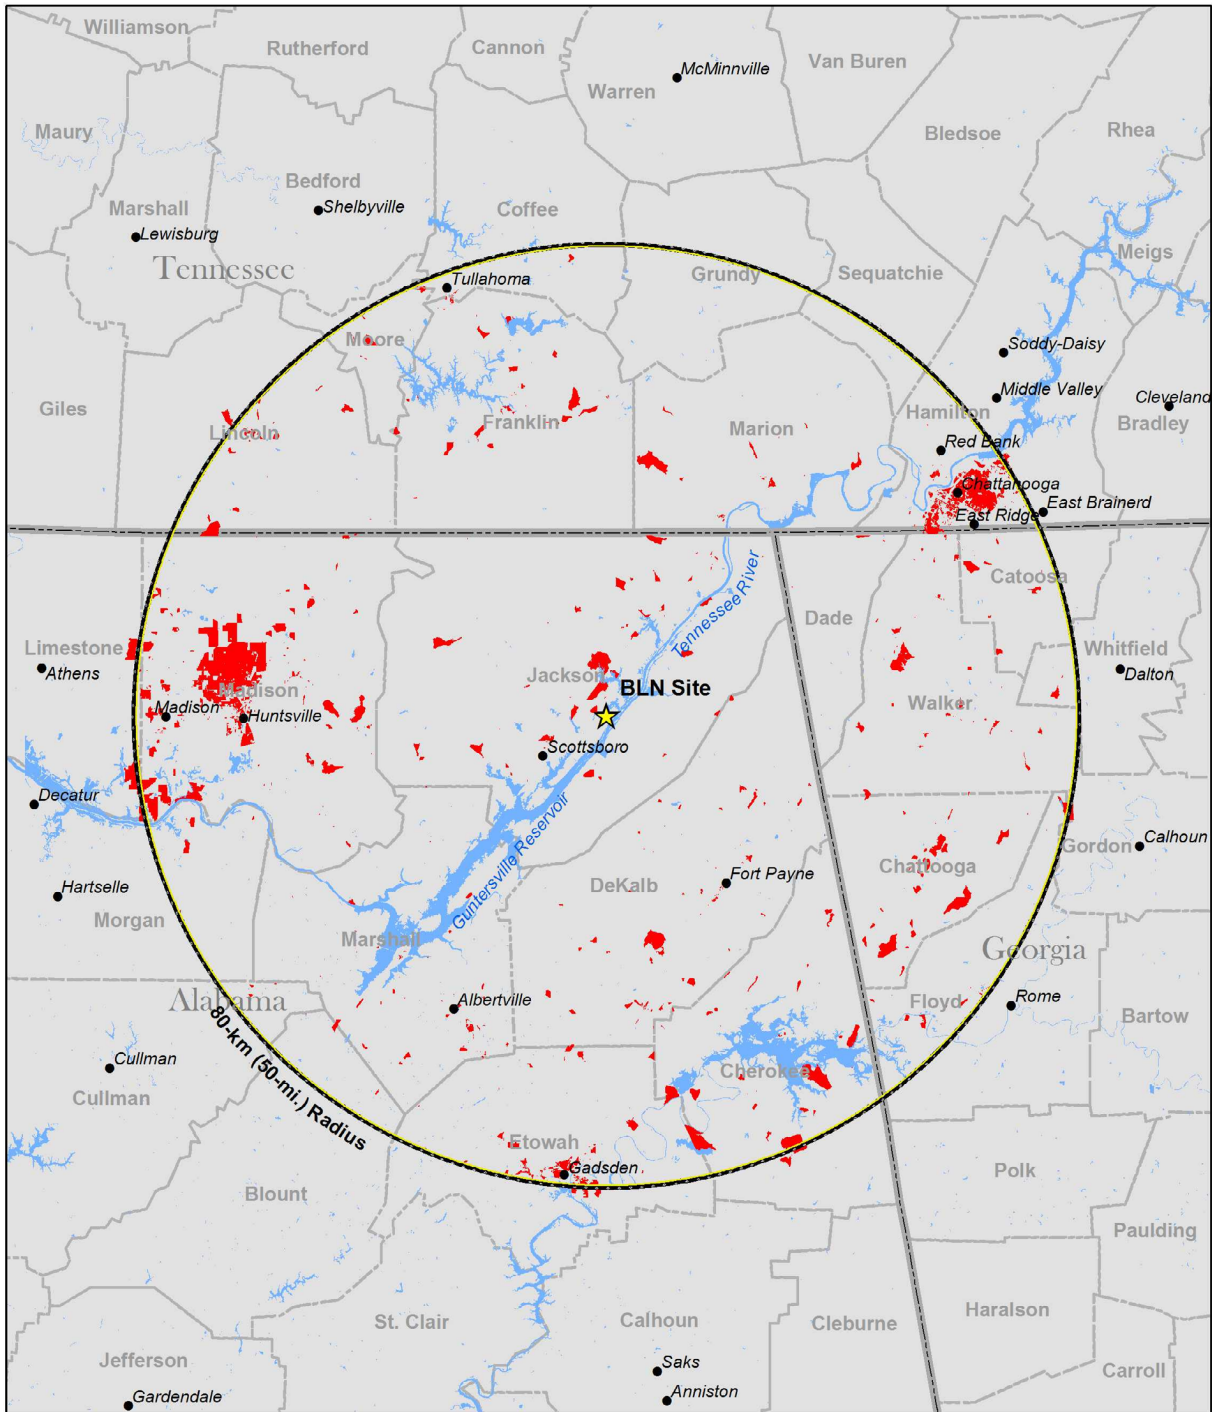 Williamson
Rutherford
Cannon
Warren
McMinnville
Van Buren
Maury
Bledsoe
Rhea
Bedford
Shelbyville
Marshall
Coffee
Lewisburg
Meigs
Tennessee
Grundy
Sequatchie
Tullahoma
Moore
Soddy-Daisy
Middle Valley
Cleveland
Giles
Hamilton
Bradley
Lincoln
Franklin
Marion
Red Bank
Chattanooga
East Ridge
East Brainerd
Tennessee River
Catoosa
Dade
Limestone
Whitfield
Athens
Jackson
Dalton
BLN Site
Madison
Walker
Madison
Huntsville
Scottsboro
Decatur
Guntersville Reservoir
Calhoun
Gordon
Chattooga
Fort Payne
DeKalb
Hartselle
Morgan
Marshall
Georgia
Alabama
Albertville
Floyd
Rome
Bartow
80-km (50-mi.) Radius
Cullman
Cherokee
Cullman
Etowah
Gadsden
Polk
Blount
Paulding
St. Clair
Calhoun
Cleburne
Haralson
Jefferson
Saks
Carroll
Gardendale
Anniston